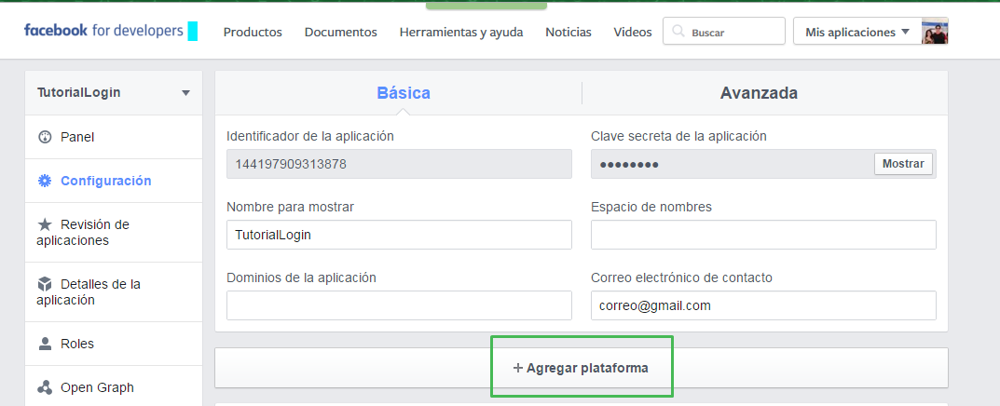 facebook for developers
Productos
Documentos
Herramientas y ayuda
Noticias
Videos
Buscar
Mis aplicaciones
TutorialLogin
Panel
Configuración
Revisión de
aplicaciones
Detalles de la
aplicación
Roles
Open Graph
Básica
Avanzada
Identificador de la aplicación
144197909313878
Clave secreta de la aplicación
●●●●●●●●
Mostrar
Nombre para mostrar
TutorialLogin
Espacio de nombres
Dominios de la aplicación
Correo electrónico de contacto
correo@gmail.com
+ Agregar plataforma